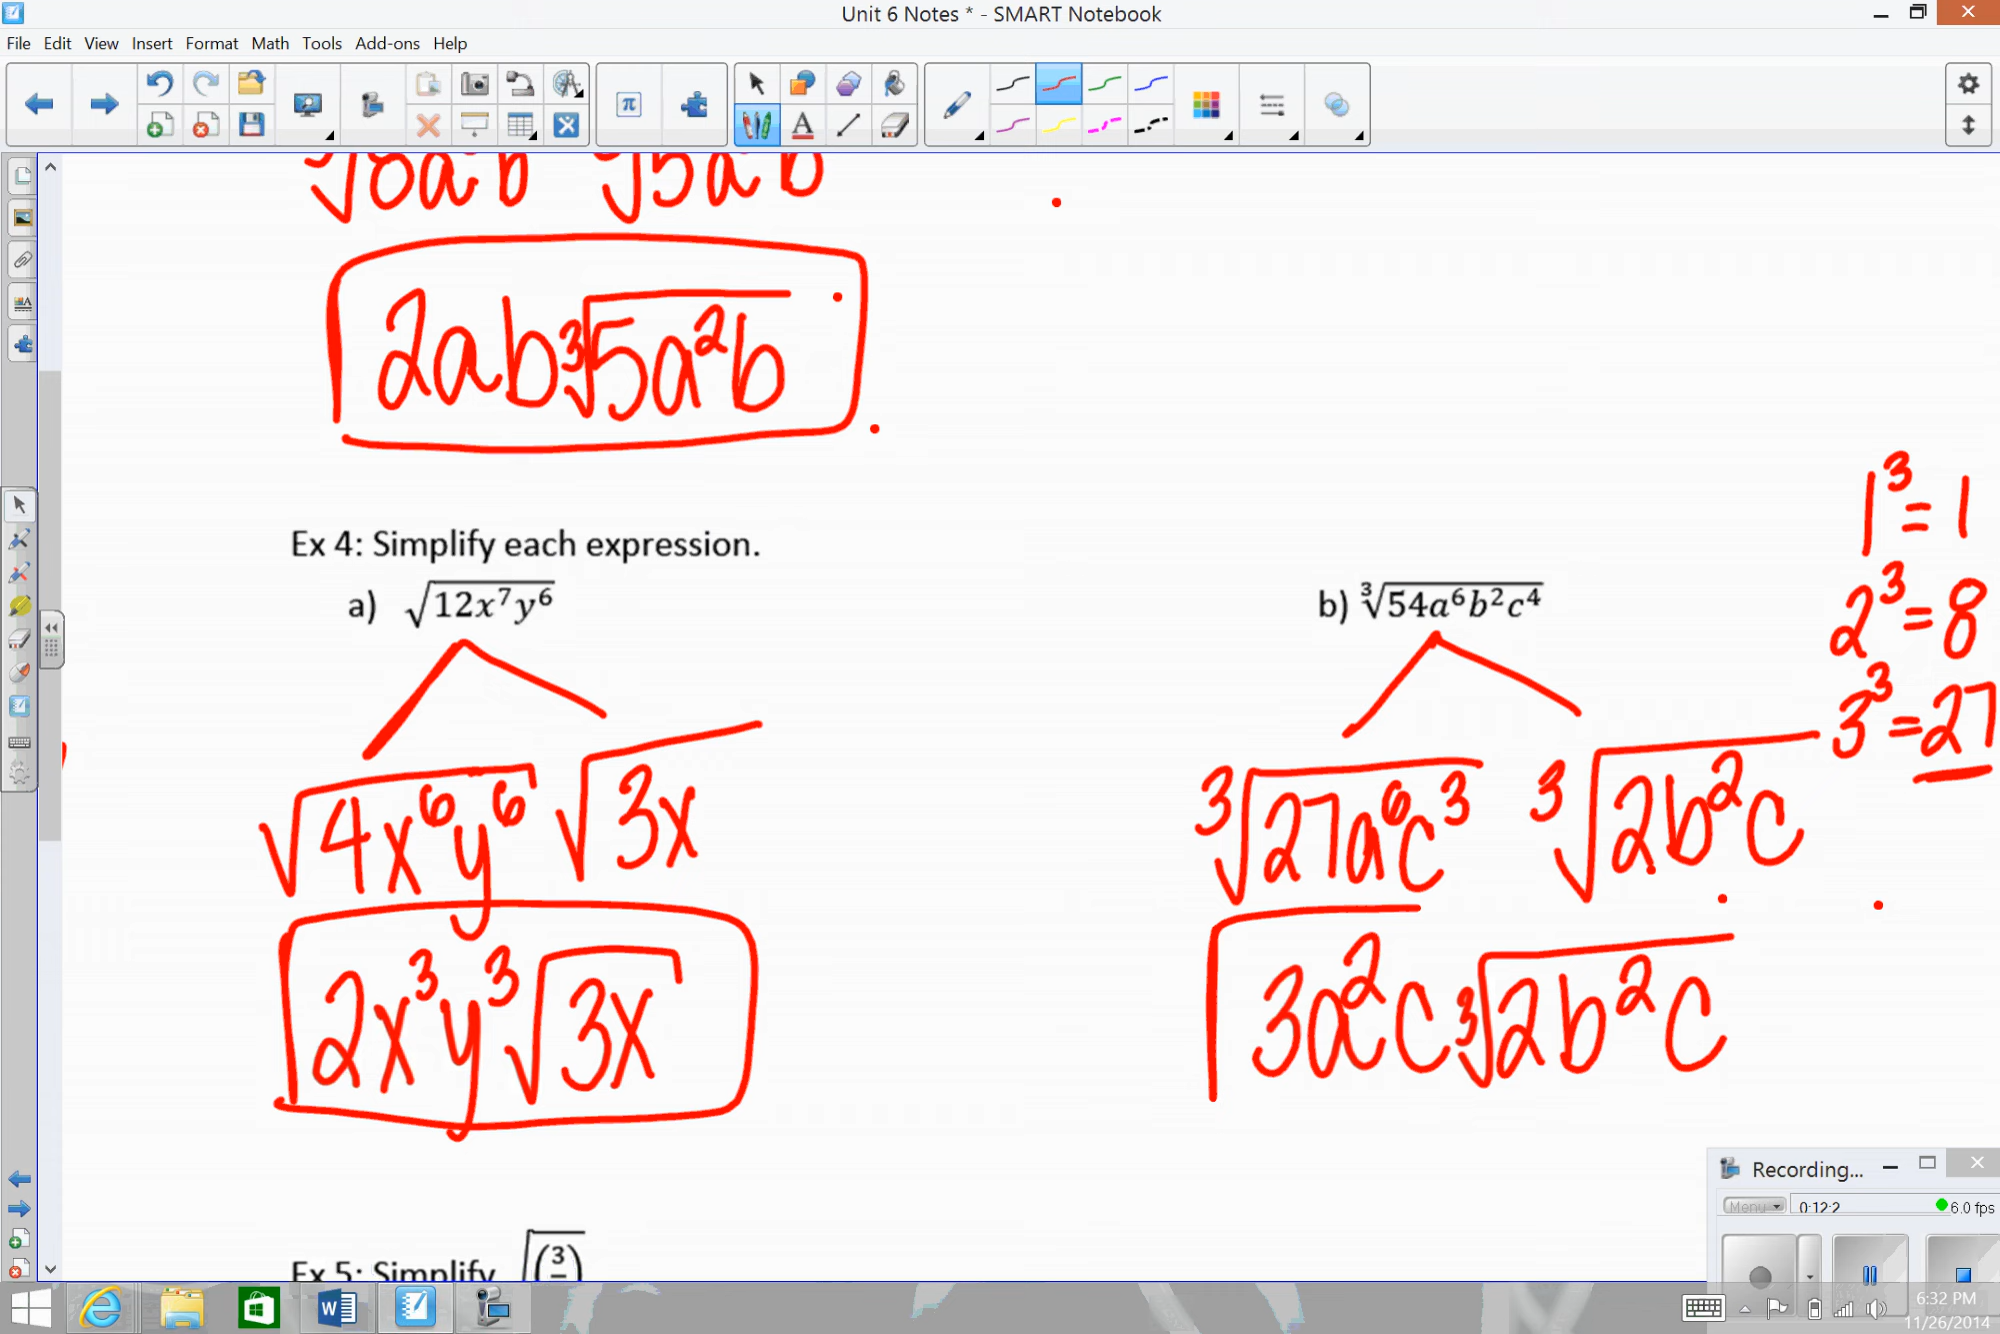 Unit 6 Notes * - SMART Notebook
File Edit View Insert Format Math Tools Add-ons Help
2ab∛5a²b
1³=1
2³=8
3³=27
Ex 4: Simplify each expression.
a) √12x⁷y⁶
b) ∛54a⁶b²c⁴
√4x⁶y⁶ √3x
∛27a⁶c³ ∛2b²c
2x³y³√3x
3a²c∛2b²c
Ex 5: Simplify
Recording...
Menu 0:12:2 6.0 fps
6:32 PM
11/26/2014